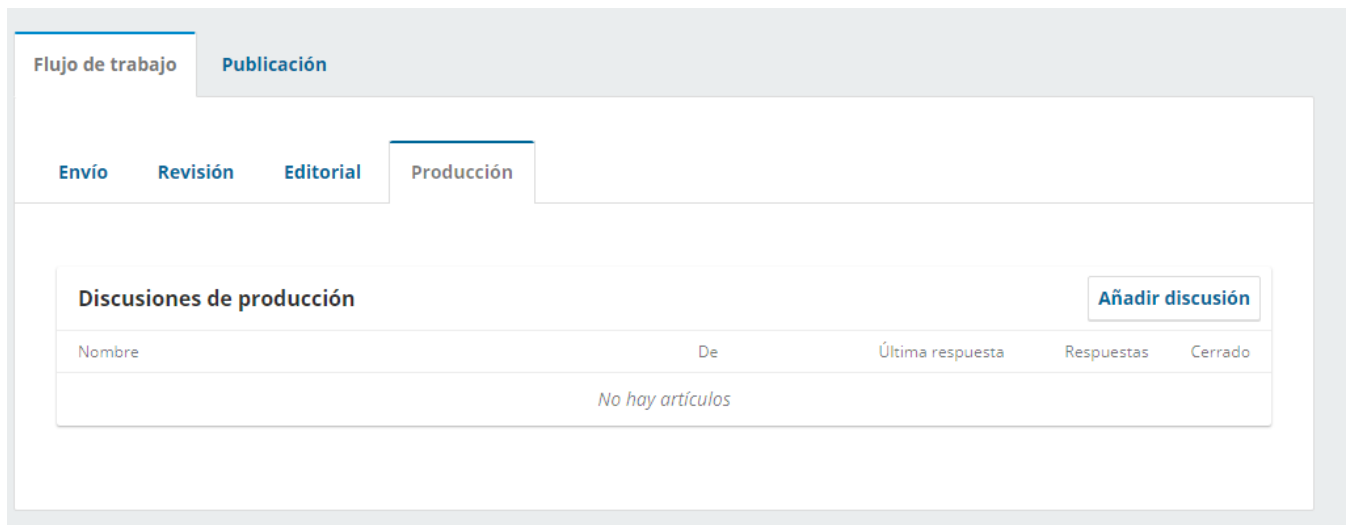 Flujo de trabajo Publicación
Envío Revisión Editorial Producción
Discusiones de producción Añadir discusión
Nombre De Última respuesta Respuestas Cerrado
No hay artículos